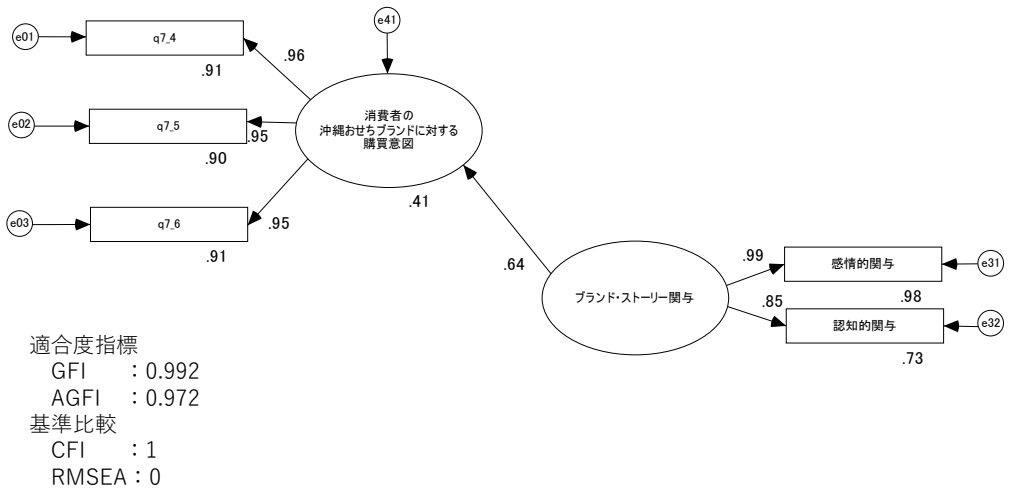 e41
e01
q7_4
.96
.91
消費者の
沖縄おせちブランドに対する
購買意図
e02
q7_5
.95
.90
.41
e03
q7_6
.95
.91
.64
ブランド・ストーリー関与
.99
感情的関与
e31
.98
.85
認知的関与
e32
.73
適合度指標
GFI :0.992
AGFI :0.972
基準比較
CFI :1
RMSEA:0